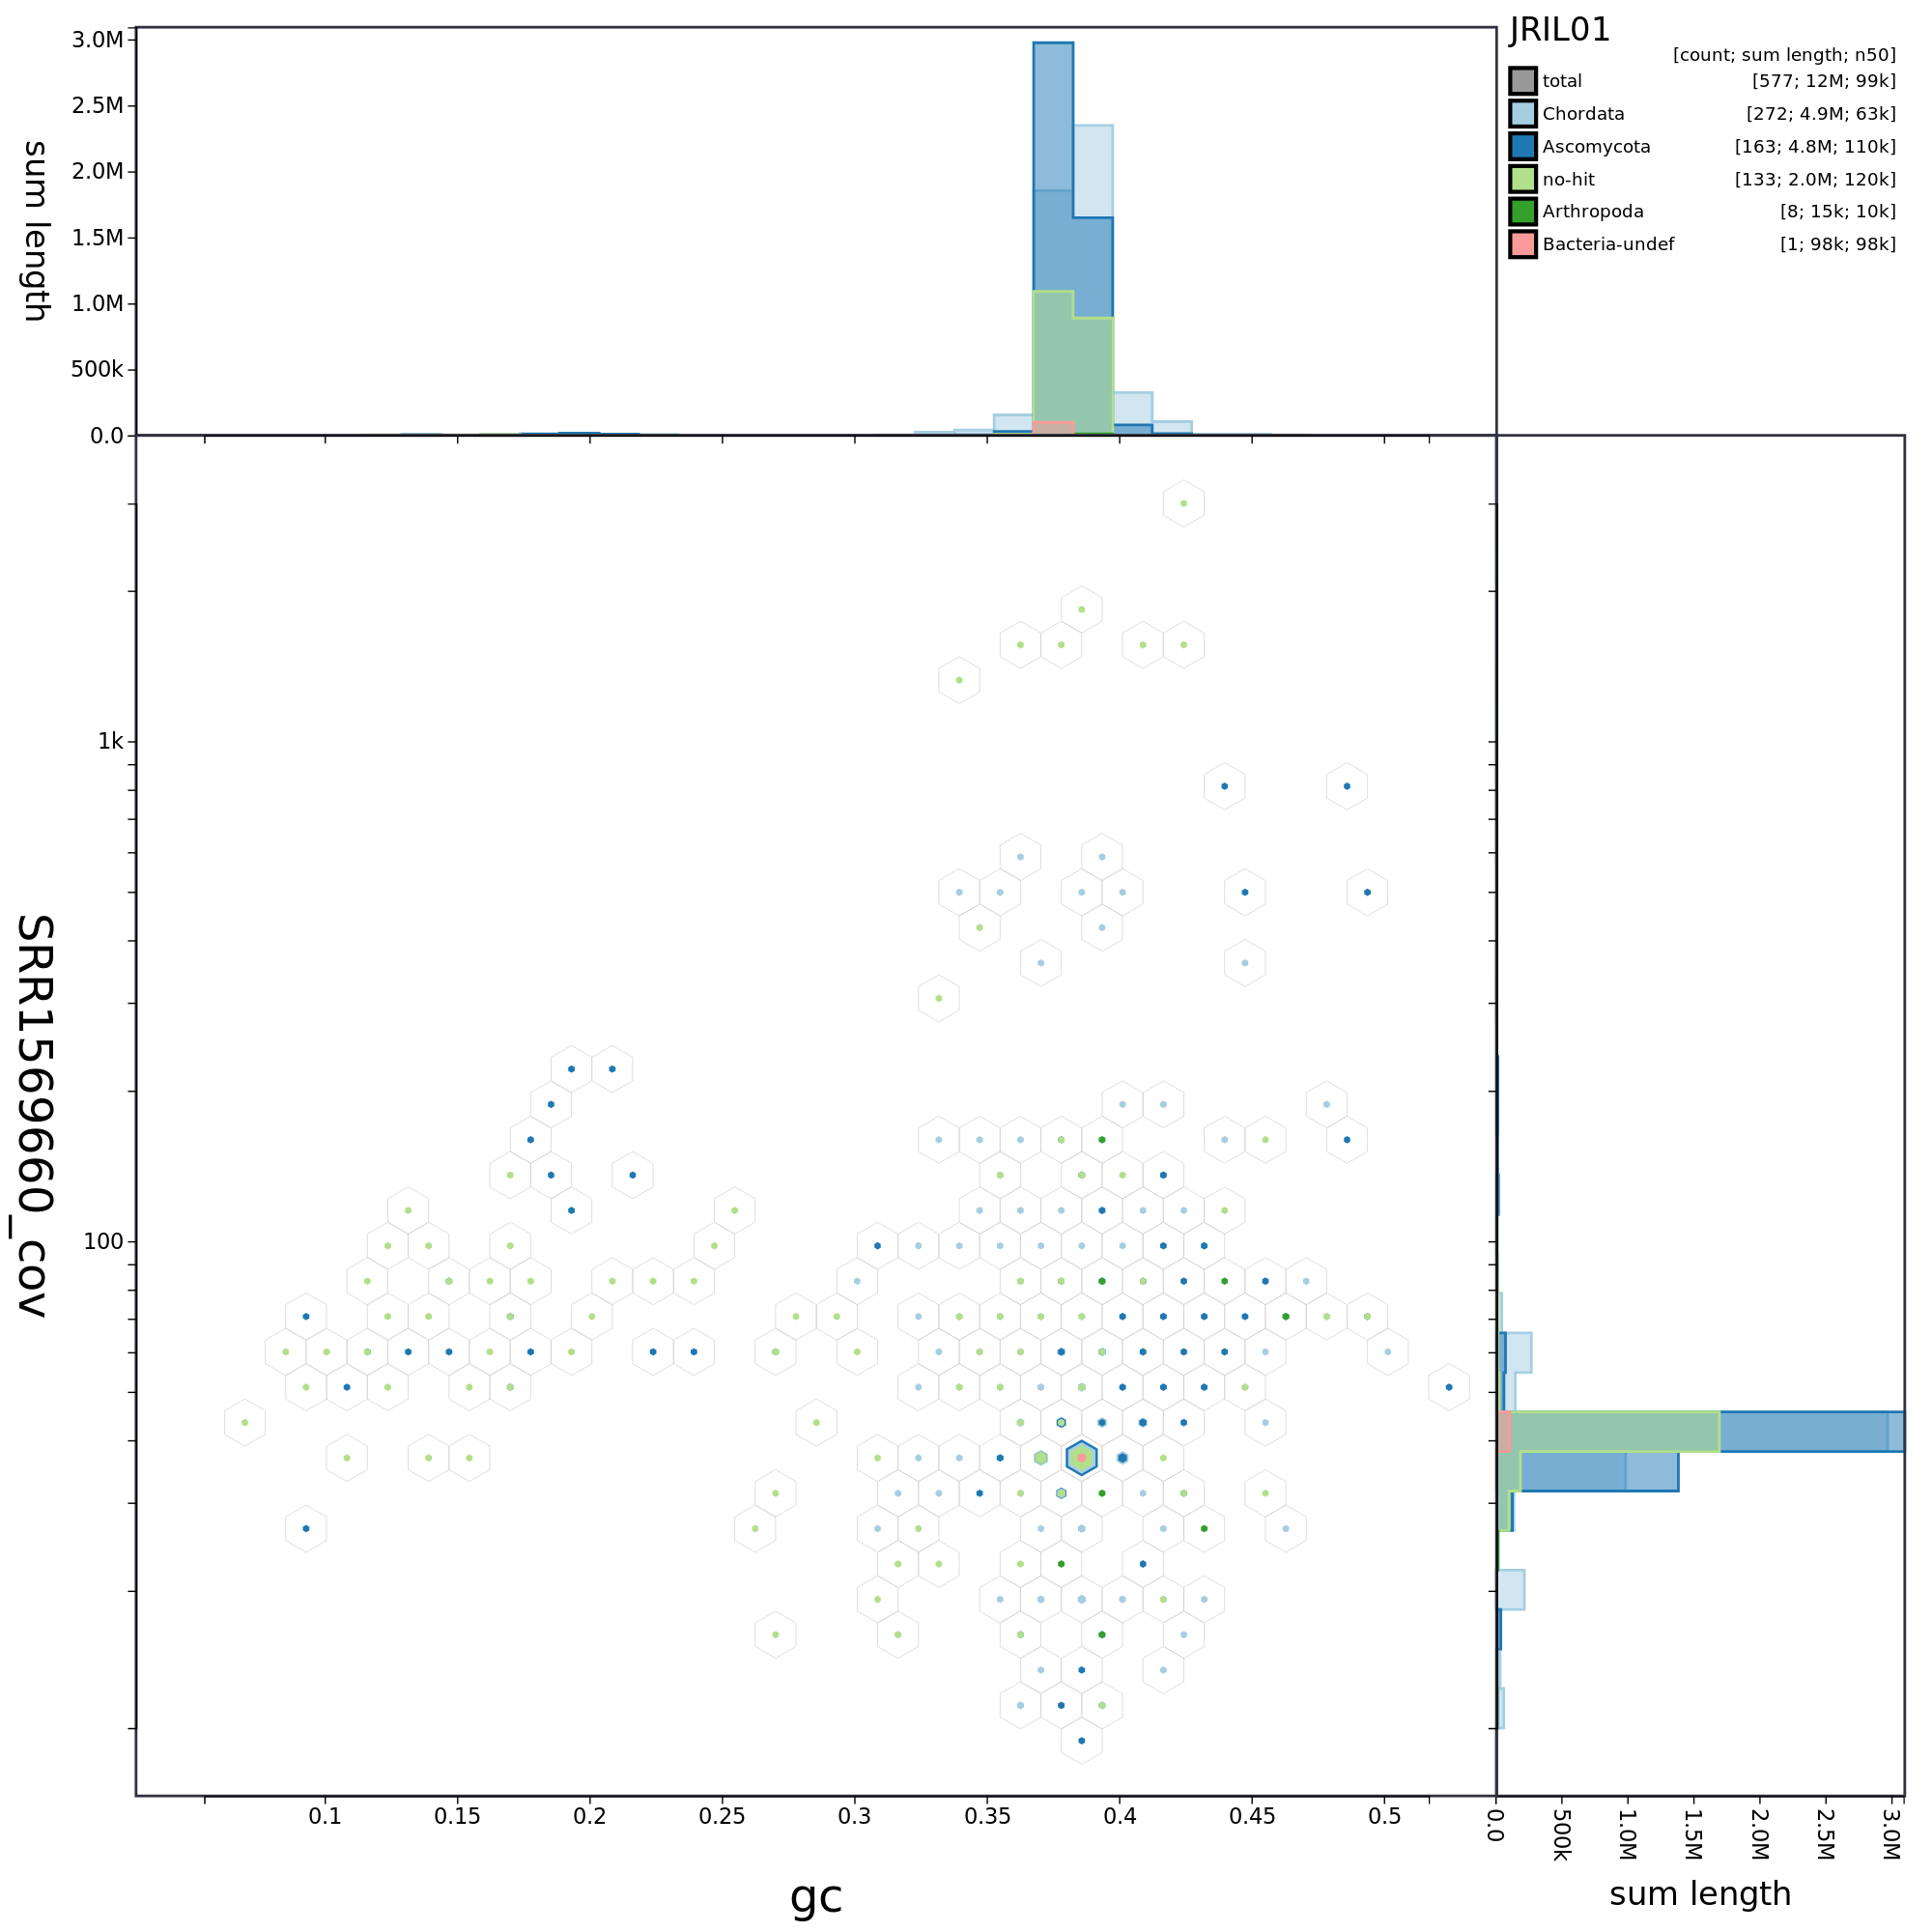 JRIL01
[count; sum length; n50]
total [577; 12M; 99k]
Chordata [272; 4.9M; 63k]
Ascomycota [163; 4.8M; 110k]
no-hit [133; 2.0M; 120k]
Arthropoda [8; 15k; 10k]
Bacteria-undef [1; 98k; 98k]
sum length
3.0M
2.5M
2.0M
1.5M
1.0M
500k
0.0
SRR1569660_cov
1k
100
0.1 0.15 0.2 0.25 0.3 0.35 0.4 0.45 0.5
gc
0.0 500k 1.0M 1.5M 2.0M 2.5M 3.0M
sum length